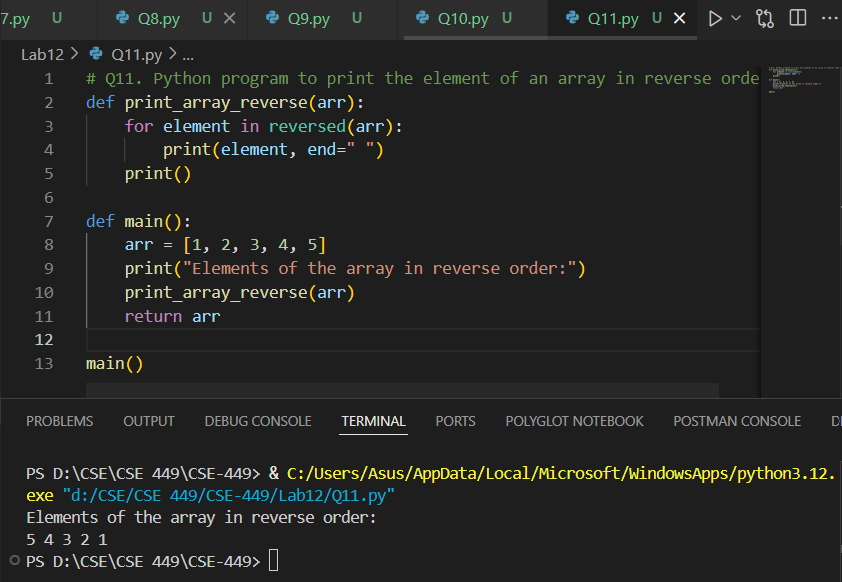 7.py U Q8.py U Q9.py U Q10.py U Q11.py U
Lab12 > Q11.py > ...
1 # Q11. Python program to print the element of an array in reverse orde
2 def print_array_reverse(arr):
3     for element in reversed(arr):
4         print(element, end=" ")
5     print()
6
7 def main():
8     arr = [1, 2, 3, 4, 5]
9     print("Elements of the array in reverse order:")
10     print_array_reverse(arr)
11     return arr
12
13 main()
PROBLEMS OUTPUT DEBUG CONSOLE TERMINAL PORTS POLYGLOT NOTEBOOK POSTMAN CONSOLE
PS D:\CSE\CSE 449\CSE-449> & C:/Users/Asus/AppData/Local/Microsoft/WindowsApps/python3.12.
exe "d:/CSE/CSE 449/CSE-449/Lab12/Q11.py"
Elements of the array in reverse order:
5 4 3 2 1
PS D:\CSE\CSE 449\CSE-449>